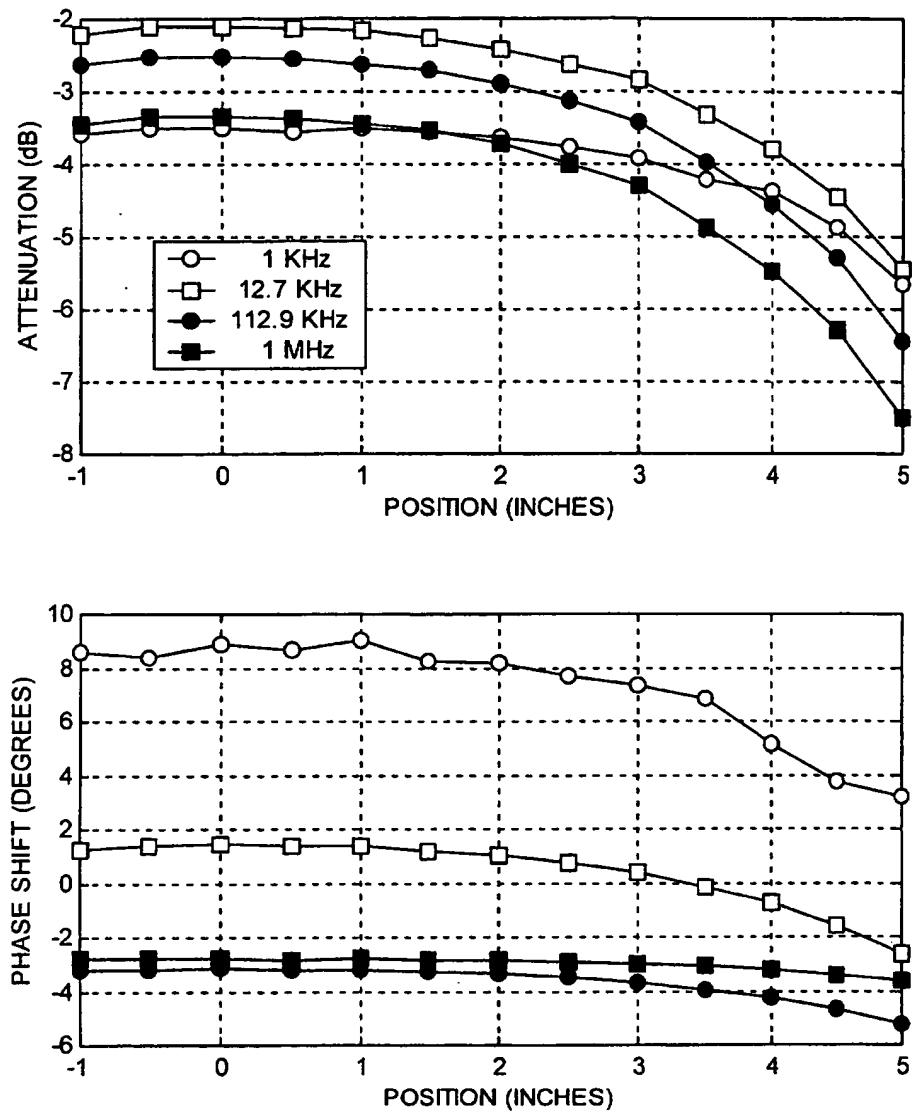 -2
-3
-4
-5
-6
-7
-8
ATTENUATION (dB)
1 KHz
12.7 KHz
112.9 KHz
1 MHz
-1 0 1 2 3 4 5
POSITION (INCHES)
10
8
6
4
2
0
-2
-4
-6
PHASE SHIFT (DEGREES)
-1 0 1 2 3 4 5
POSITION (INCHES)